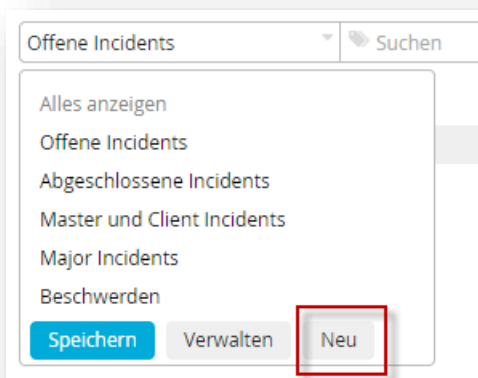 Offene Incidents Suchen
Alles anzeigen
Offene Incidents
Abgeschlossene Incidents
Master und Client Incidents
Major Incidents
Beschwerden
Speichern Verwalten Neu